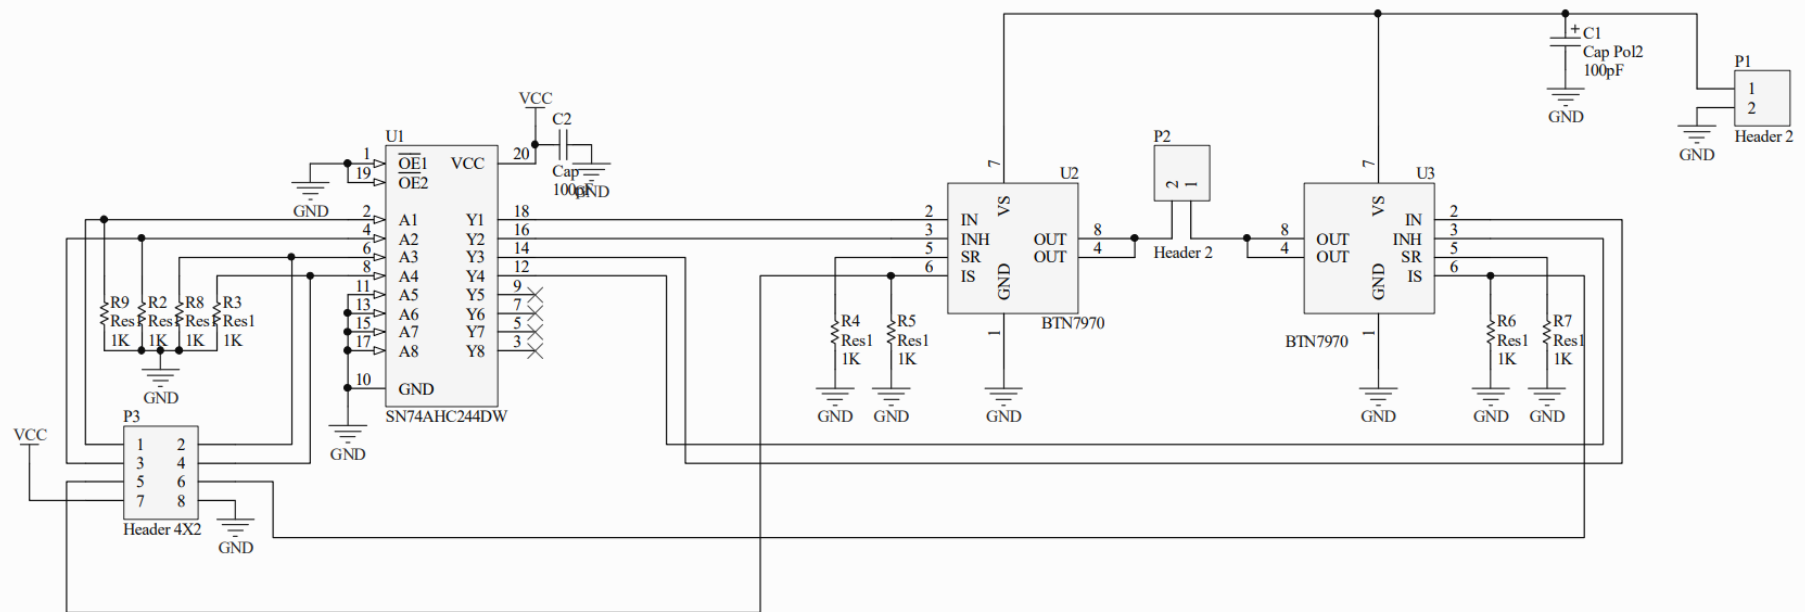 C1
Cap Pol2
100pF
GND
P1
1
2
Header 2
GND
VCC
C2
Cap
100pF
GND
U1
1
19
2
4
6
8
11
13
15
17
10
OE1
OE2
A1
A2
A3
A4
A5
A6
A7
A8
GND
VCC
Y1
Y2
Y3
Y4
Y5
Y6
Y7
Y8
20
18
16
14
12
9
7
5
3
SN74AHC244DW
GND
GND
R9
Res1
1K
R2
Res1
1K
R8
Res1
1K
R3
Res1
1K
GND
P3
1 2
3 4
5 6
7 8
Header 4X2
VCC
GND
U2
7
VS
2 IN
3 INH
5 SR
6 IS
OUT 8
OUT 4
GND
1
BTN7970
GND
R4
Res1
1K
GND
R5
Res1
1K
GND
P2
2
1
Header 2
U3
7
VS
8 OUT
4 OUT
IN 2
INH 3
SR 5
IS 6
GND
1
BTN7970
GND
R6
Res1
1K
GND
R7
Res1
1K
GND